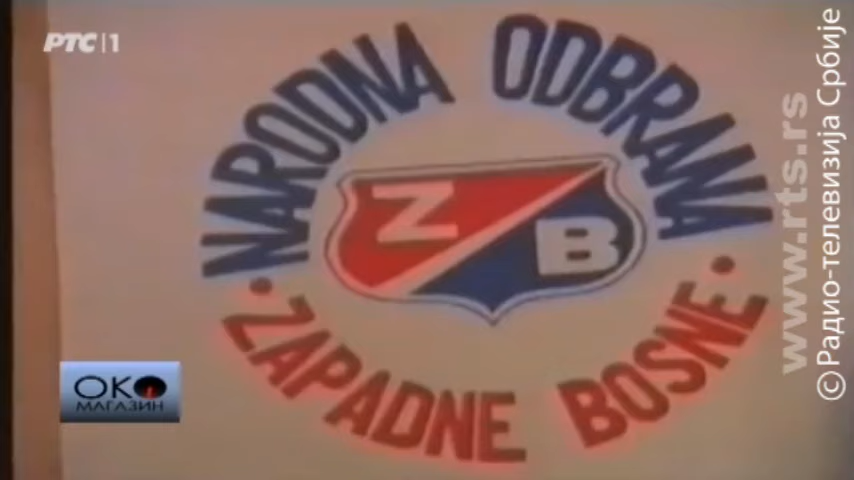 РТС|1
NARODNA ODBRANA
Z
B
ZAPADNE BOSNE
ОКО
МАГАЗИН
www.rts.rs
© Радио-телевизија Србије